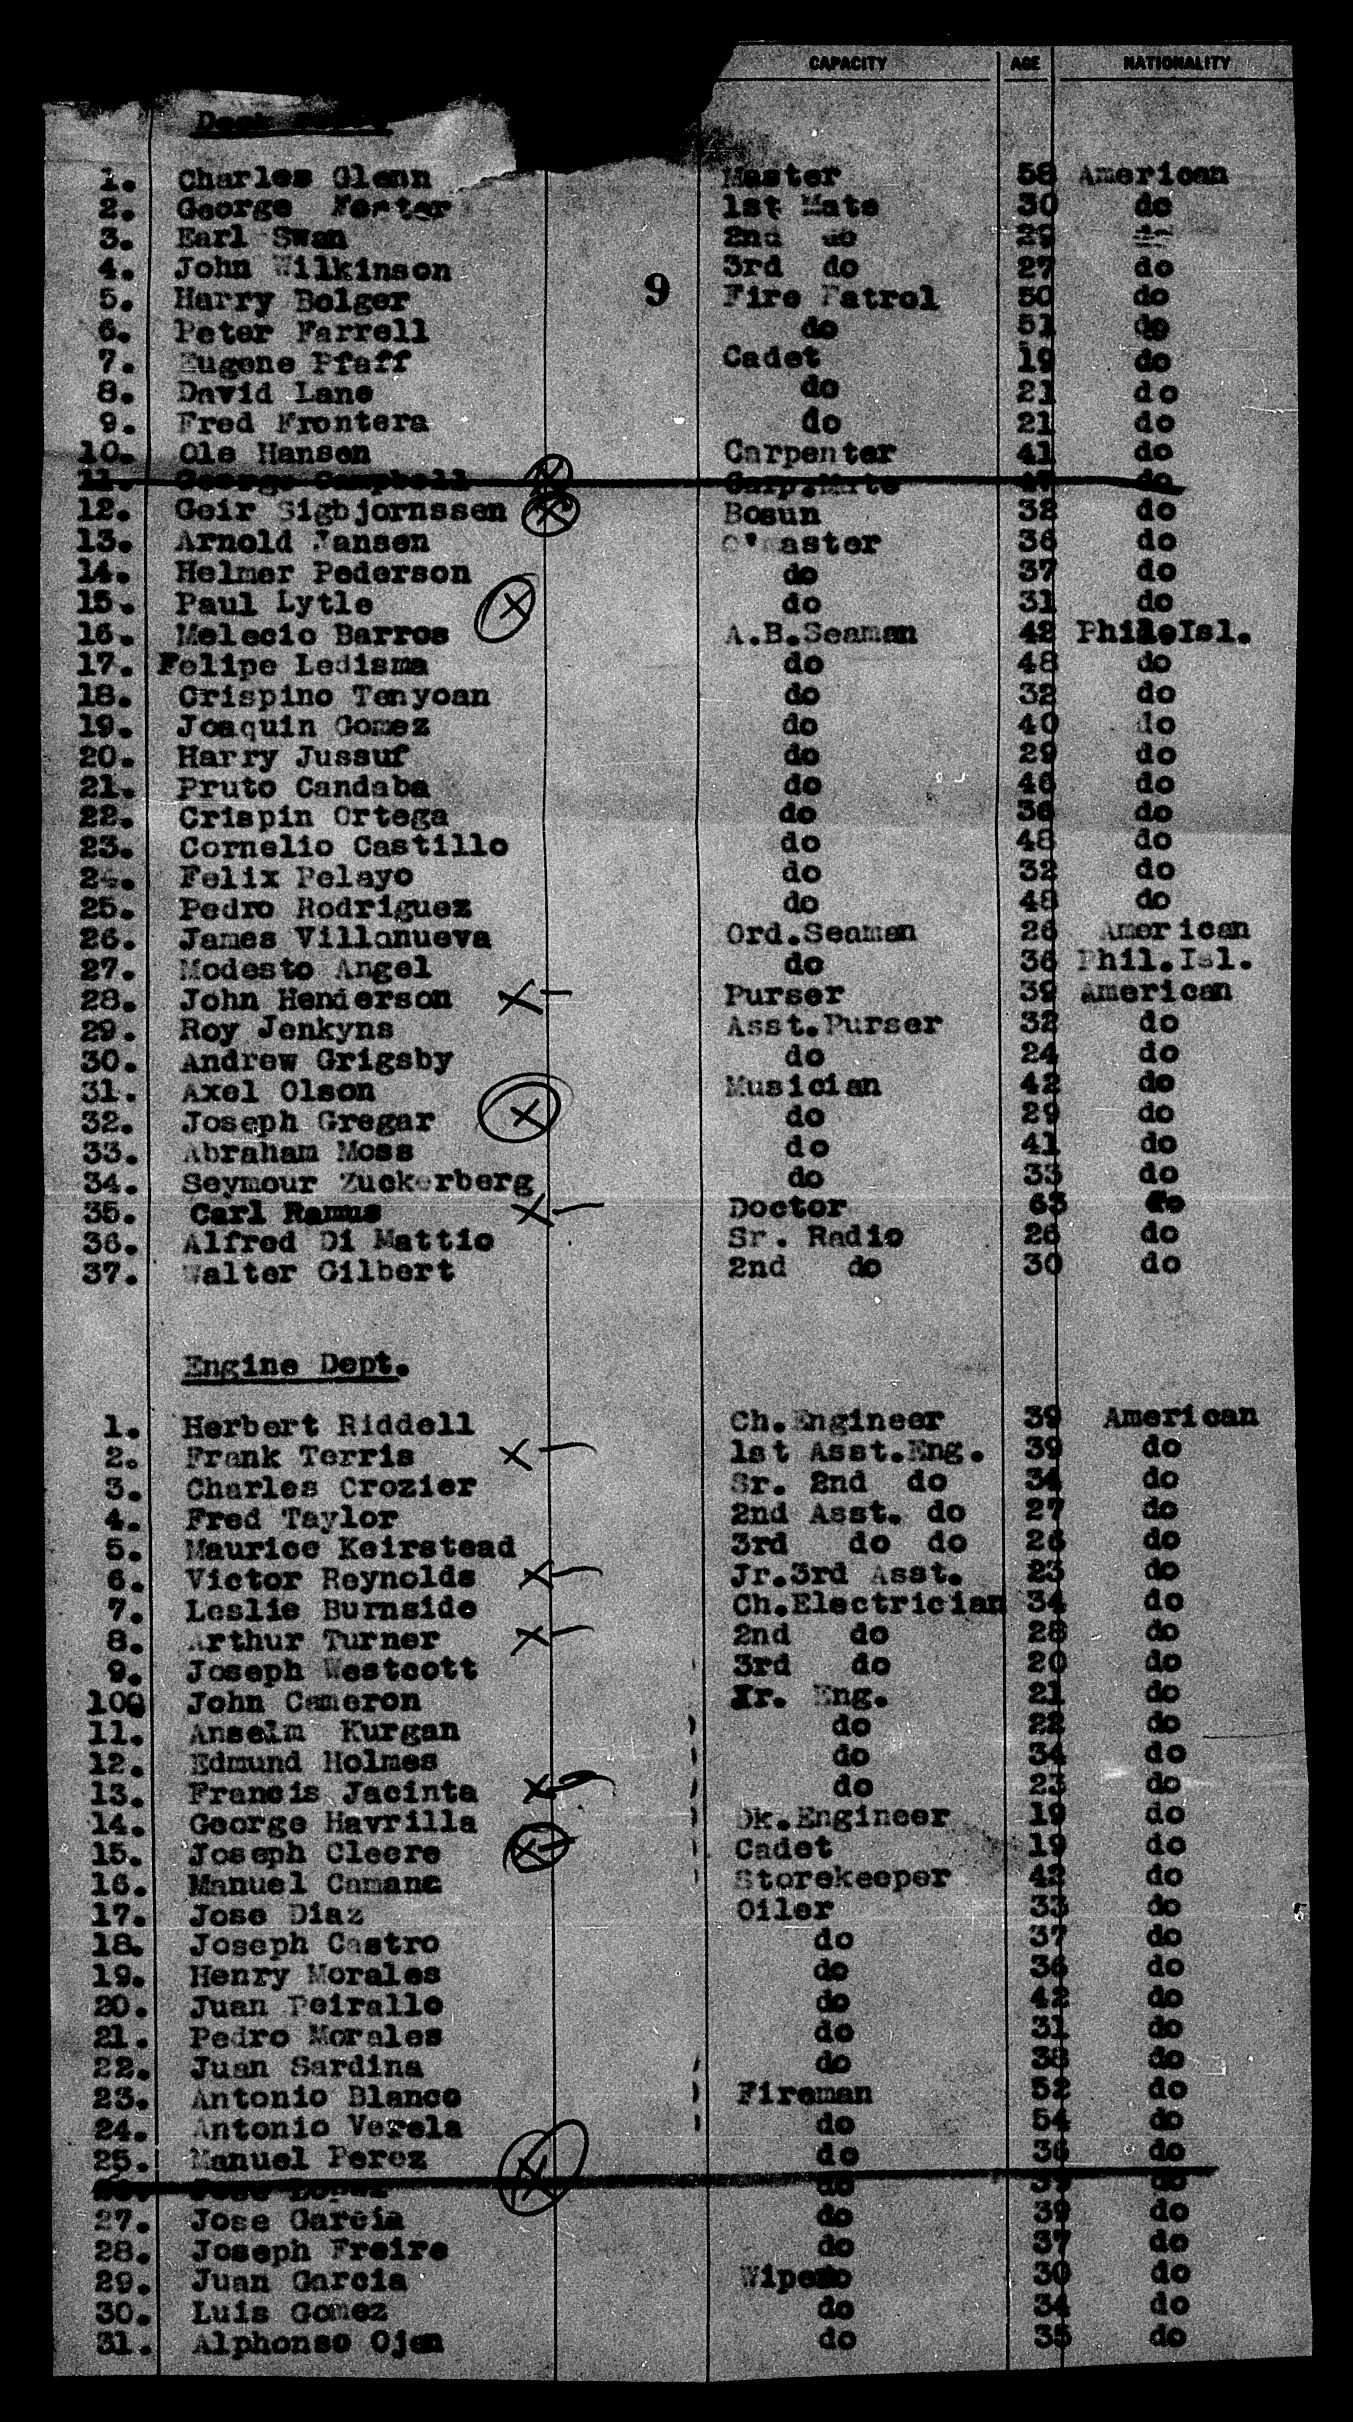 CAPACITY AGE NATIONALITY
1. Charles Glenn Master 58 American
2. George 1st Mate 30 do
3. Earl Swan 2nd do 29 do
4. John Wilkinson 3rd do 27 do
5. Harry Bolger Fire Patrol 50 do
9
6. Peter Farrell do 51 do
7. Eugene Pfaff Cadet 19 do
8. David Lane do 21 do
9. Fred Frontera do 21 do
10. Ole Hansen Carpenter 41 do
11. George Campbell Carp.Mate do
12. Geir Sigbjornssen Bosun 32 do
13. Arnold Jansen Q'master 36 do
14. Helmer Pederson do 37 do
15. Paul Lytle do 31 do
16. Melecio Barros A.B.Seaman 42 Phil.Isl.
17. Felipe Ledisma do 48 do
18. Crispino Tenyoan do 32 do
19. Joaquin Gomez do 40 do
20. Harry Jussuf do 29 do
21. Pruto Candaba do 46 do
22. Crispin Ortega do 36 do
23. Cornelio Castillo do 48 do
24. Felix Pelayo do 32 do
25. Pedro Rodriguez do 48 do
26. James Villanueva Ord.Seaman 26 American
27. Modesto Angel do 36 Phil.Isl.
28. John Henderson X- Purser 39 American
29. Roy Jenkyns Asst.Purser 32 do
30. Andrew Grigsby do 24 do
31. Axel Olson Musician 42 do
32. Joseph Gregar X do 29 do
33. Abraham Moss do 41 do
34. Seymour Zuckerberg do 33 do
35. Carl Ramus X- Doctor 63 do
36. Alfred Di Mattio Sr. Radio 26 do
37. Walter Gilbert 2nd do 30 do
Engine Dept.
1. Herbert Riddell Ch.Engineer 39 American
2. Frank Terris X- 1st Asst.Eng. 39 do
3. Charles Crozier Sr. 2nd do 34 do
4. Fred Taylor 2nd Asst. do 27 do
5. Maurice Keirstead 3rd do do 26 do
6. Victor Reynolds X- Jr.3rd Asst. 23 do
7. Leslie Burnside Ch.Electrician 34 do
8. Arthur Turner X- 2nd do 28 do
9. Joseph Westcott 3rd do 20 do
10. John Cameron Jr. Eng. 21 do
11. Anselm Kurgan do 22 do
12. Edmund Holmes do 34 do
13. Francis Jacinta X- do 23 do
14. George Havrilla Dk.Engineer 19 do
15. Joseph Cleere X- Cadet 19 do
16. Manuel Camano Storekeeper 42 do
17. Jose Diaz Oiler 33 do
18. Joseph Castro do 37 do
19. Henry Morales do 36 do
20. Juan Peirallo do 42 do
21. Pedro Morales do 31 do
22. Juan Sardina do 38 do
23. Antonio Blanco Fireman 52 do
24. Antonio Verela do 54 do
25. Manuel Perez do 36 do
Jose Lopez do do
27. Jose Garcia do 39 do
28. Joseph Freire do 37 do
29. Juan Garcia Wiper 30 do
30. Luis Gomez do 34 do
31. Alphonso Ojen do 35 do